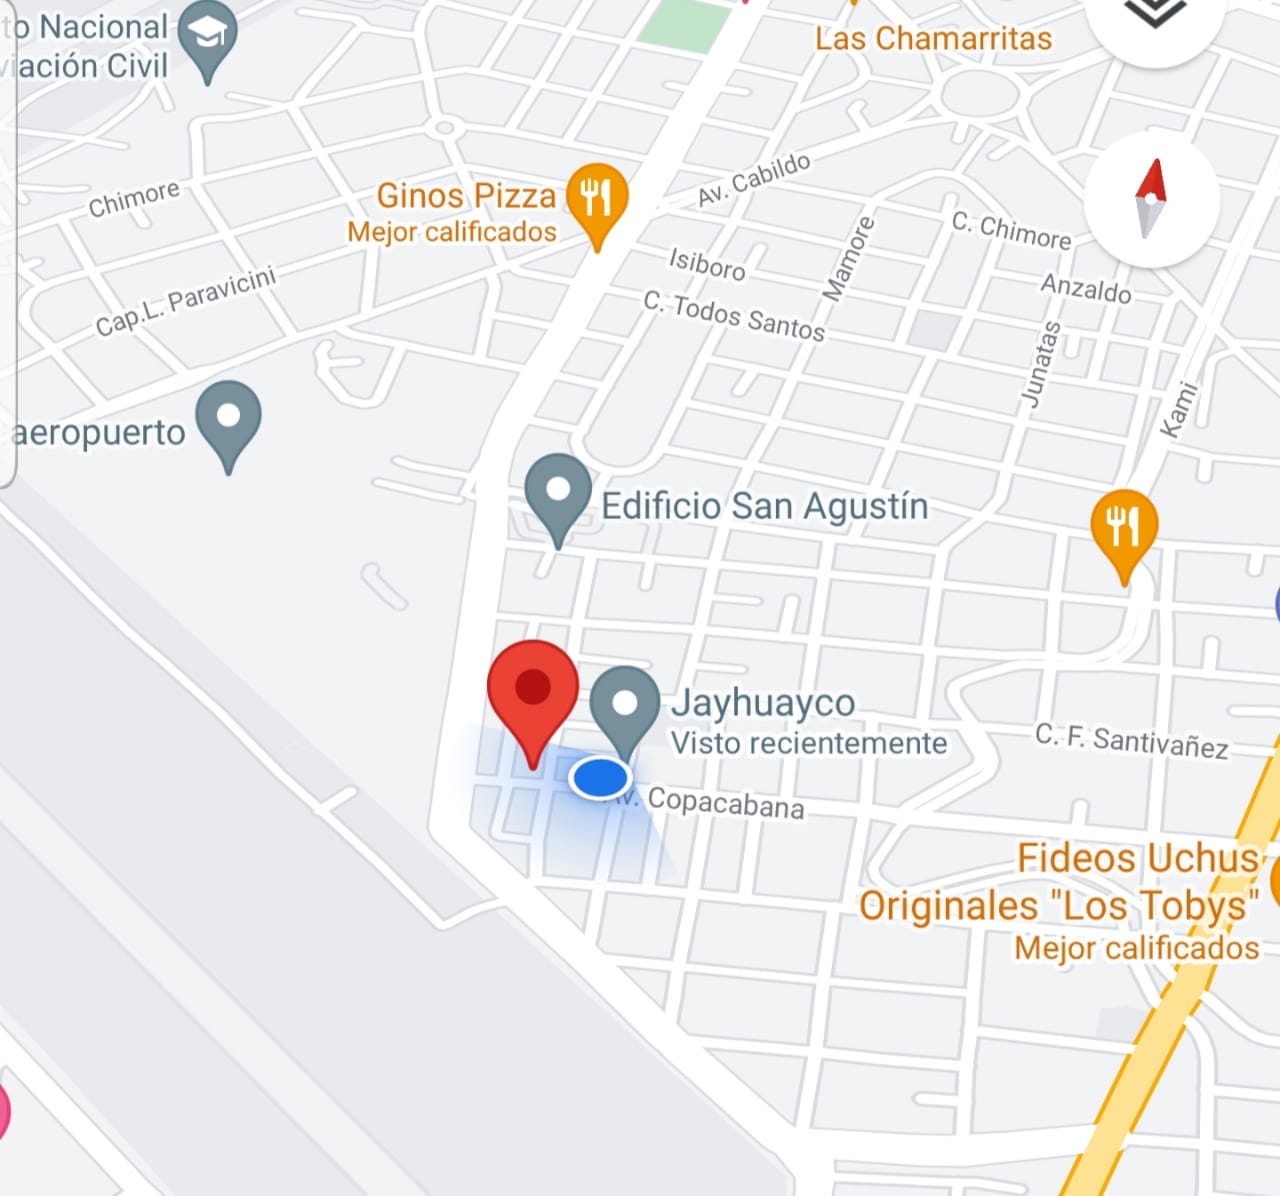 to Nacional
viación Civil
Las Chamarritas
Av. Cabildo
Chimore
Ginos Pizza
Mejor calificados
C. Chimore
Isiboro
Mamore
Anzaldo
Cap.L. Paravicini
C. Todos Santos
Junatas
Kami
aeropuerto
Edificio San Agustín
Jayhuayco
Visto recientemente
C. F. Santivañez
Av. Copacabana
Fideos Uchus
Originales "Los Tobys"
Mejor calificados